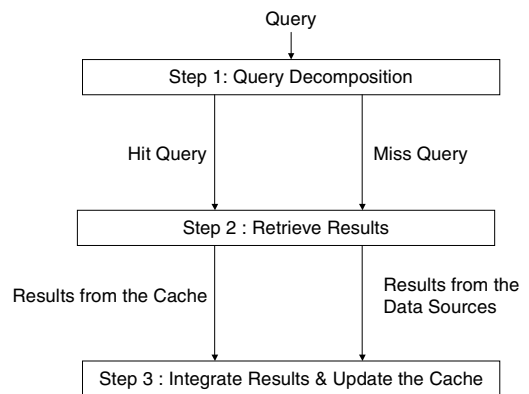 Query
Step 1: Query Decomposition
Hit Query
Miss Query
Step 2 : Retrieve Results
Results from the Cache
Results from the
Data Sources
Step 3 : Integrate Results & Update the Cache